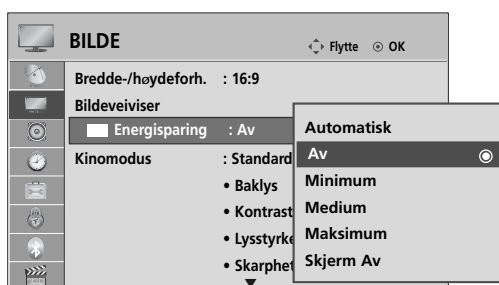 BILDE
Flytte OK
Bredde-/høydeforh. : 16:9
Bildeveiviser
Energisparing : Av
Kinomodus : Standard
• Baklys
• Kontrast
• Lysstyrke
• Skarphet
Automatisk
Av
Minimum
Medium
Maksimum
Skjerm Av